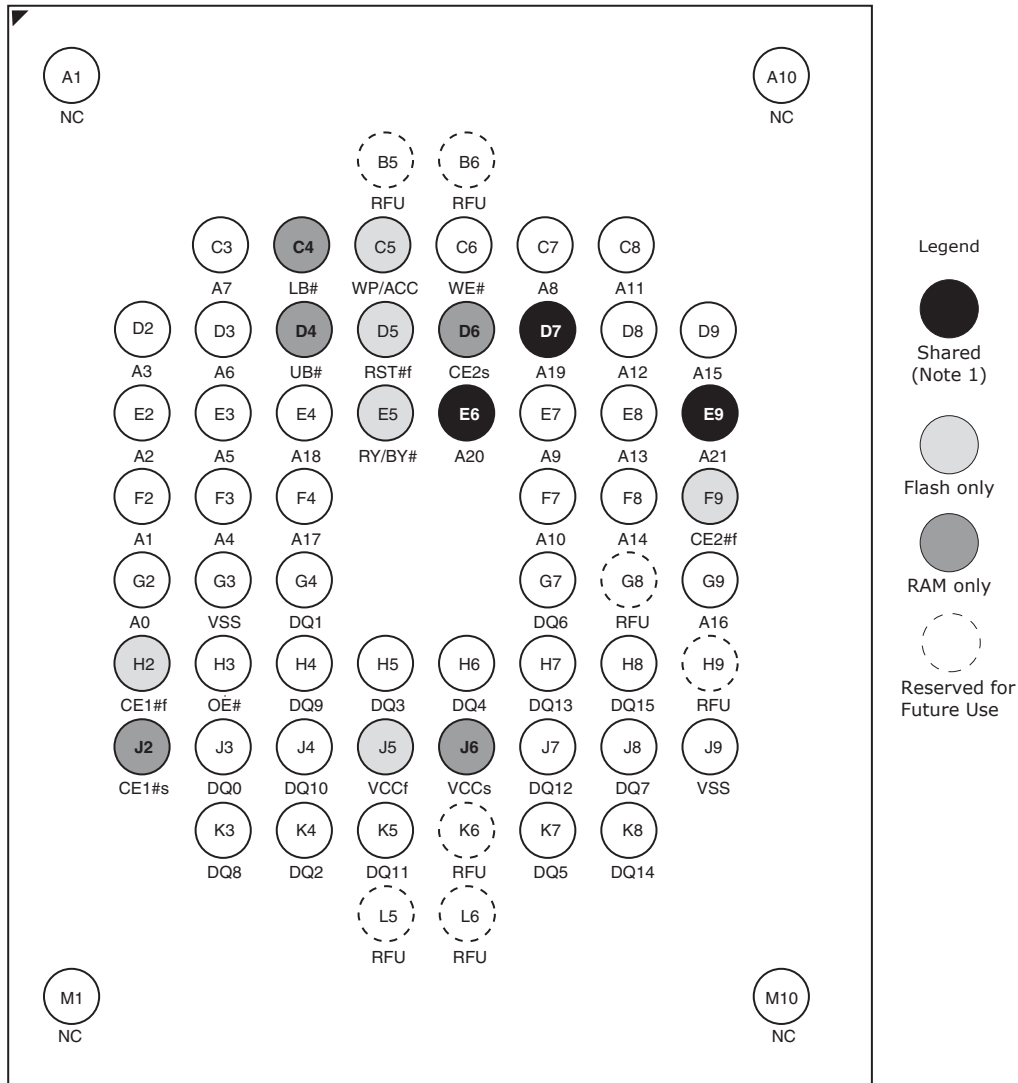 A1 A10
NC NC
B5 B6
RFU RFU
C3 C4 C5 C6 C7 C8
A7 LB# WP/ACC WE# A8 A11
D2 D3 D4 D5 D6 D7 D8 D9
A3 A6 UB# RST#f CE2s A19 A12 A15
E2 E3 E4 E5 E6 E7 E8 E9
A2 A5 A18 RY/BY# A20 A9 A13 A21
F2 F3 F4 F7 F8 F9
A1 A4 A17 A10 A14 CE2#f
G2 G3 G4 G7 G8 G9
A0 VSS DQ1 DQ6 RFU A16
H2 H3 H4 H5 H6 H7 H8 H9
CE1#f OE# DQ9 DQ3 DQ4 DQ13 DQ15 RFU
J2 J3 J4 J5 J6 J7 J8 J9
CE1#s DQ0 DQ10 VCCf VCCs DQ12 DQ7 VSS
K3 K4 K5 K6 K7 K8
DQ8 DQ2 DQ11 RFU DQ5 DQ14
L5 L6
RFU RFU
M1 M10
NC NC
Legend
Shared
(Note 1)
Flash only
RAM only
Reserved for
Future Use